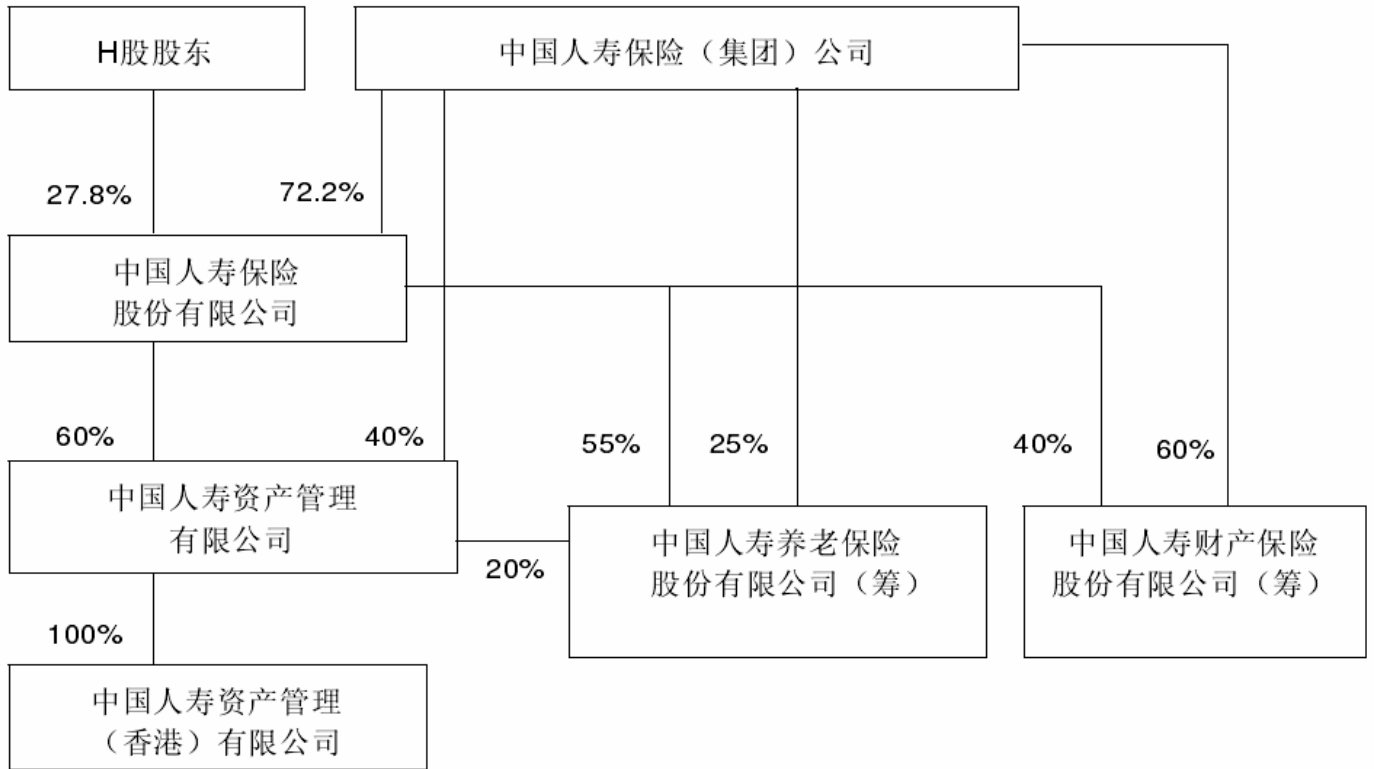 H股股东
中国人寿保险（集团）公司
27.8%
72.2%
中国人寿保险
股份有限公司
60%
40%
55%
25%
40%
60%
中国人寿资产管理
有限公司
20%
中国人寿养老保险
股份有限公司（筹）
中国人寿财产保险
股份有限公司（筹）
100%
中国人寿资产管理
（香港）有限公司